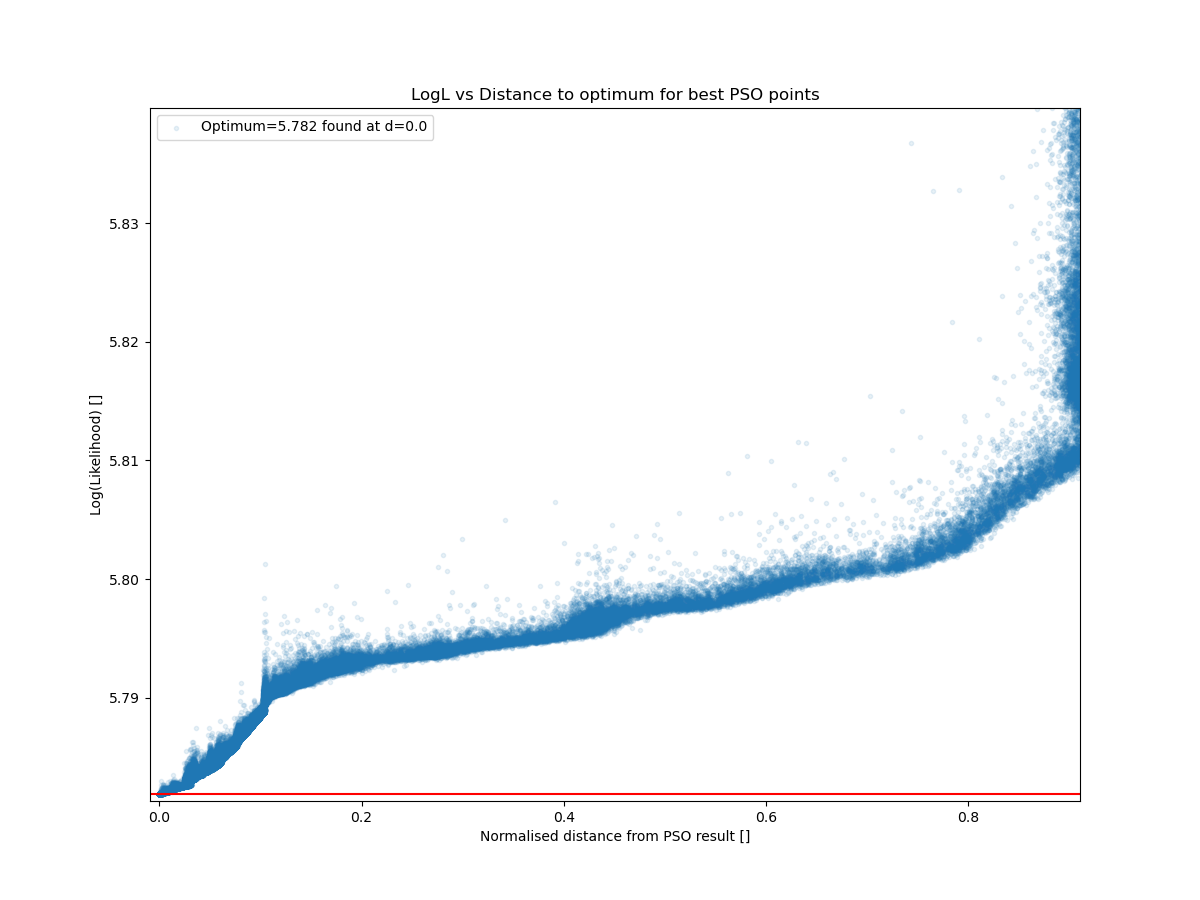 LogL vs Distance to optimum for best PSO points
Optimum=5.782 found at d=0.0
5.83
5.82
5.81
5.80
5.79
Log(Likelihood) []
0.0 0.2 0.4 0.6 0.8
Normalised distance from PSO result []